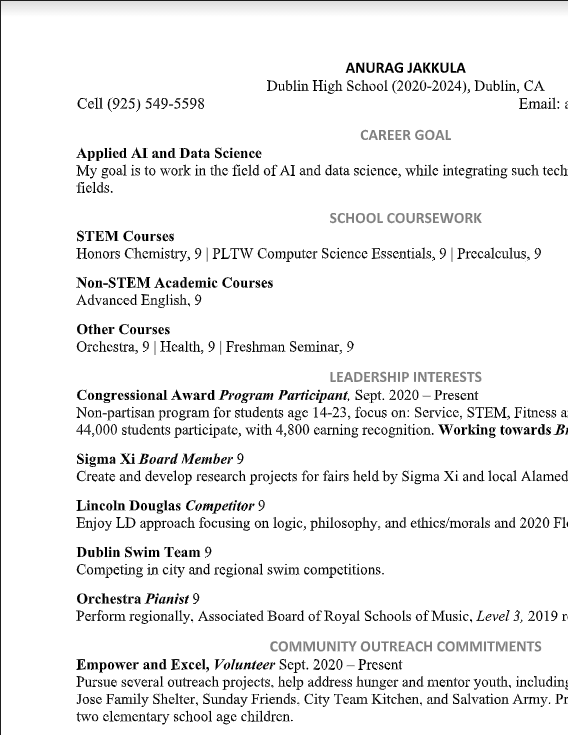 ANURAG JAKKULA
Dublin High School (2020-2024), Dublin, CA
Cell (925) 549-5598 Email: a
CAREER GOAL
Applied AI and Data Science
My goal is to work in the field of AI and data science, while integrating such tech
fields.
SCHOOL COURSEWORK
STEM Courses
Honors Chemistry, 9 | PLTW Computer Science Essentials, 9 | Precalculus, 9
Non-STEM Academic Courses
Advanced English, 9
Other Courses
Orchestra, 9 | Health, 9 | Freshman Seminar, 9
LEADERSHIP INTERESTS
Congressional Award Program Participant, Sept. 2020 – Present
Non-partisan program for students age 14-23, focus on: Service, STEM, Fitness a
44,000 students participate, with 4,800 earning recognition. Working towards Br
Sigma Xi Board Member 9
Create and develop research projects for fairs held by Sigma Xi and local Alamed
Lincoln Douglas Competitor 9
Enjoy LD approach focusing on logic, philosophy, and ethics/morals and 2020 Fl
Dublin Swim Team 9
Competing in city and regional swim competitions.
Orchestra Pianist 9
Perform regionally, Associated Board of Royal Schools of Music, Level 3, 2019 r
COMMUNITY OUTREACH COMMITMENTS
Empower and Excel, Volunteer Sept. 2020 – Present
Pursue several outreach projects, help address hunger and mentor youth, including
Jose Family Shelter, Sunday Friends, City Team Kitchen, and Salvation Army. Pr
two elementary school age children.